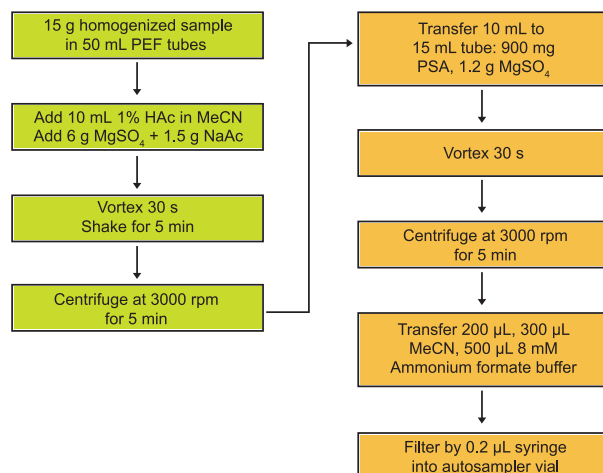 15 g homogenized sample
in 50 mL PEF tubes
Add 10 mL 1% HAc in MeCN
Add 6 g MgSO₄ + 1.5 g NaAc
Vortex 30 s
Shake for 5 min
Centrifuge at 3000 rpm
for 5 min
Transfer 10 mL to
15 mL tube: 900 mg
PSA, 1.2 g MgSO₄
Vortex 30 s
Centrifuge at 3000 rpm
for 5 min
Transfer 200 µL, 300 µL
MeCN, 500 µL 8 mM
Ammonium formate buffer
Filter by 0.2 µL syringe
into autosampler vial